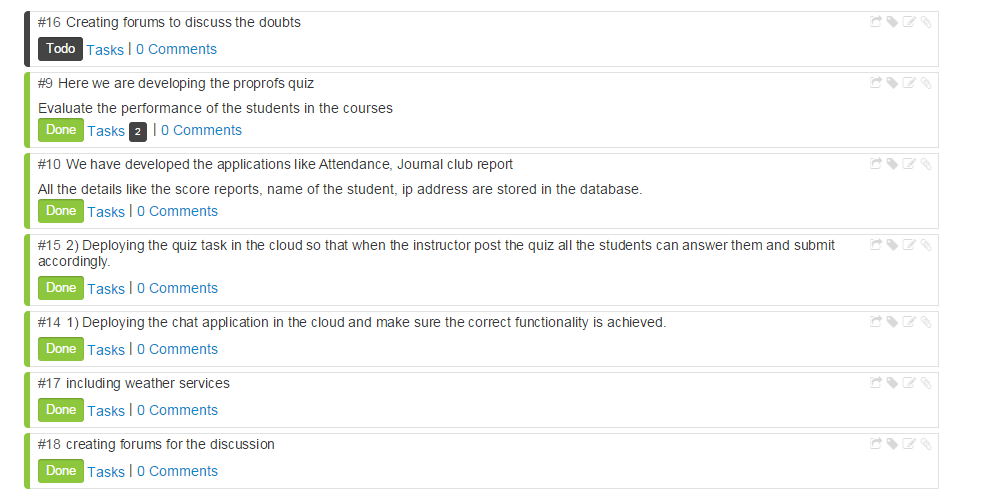 #16 Creating forums to discuss the doubts
Todo Tasks | 0 Comments
#9 Here we are developing the proprofs quiz
Evaluate the performance of the students in the courses
Done Tasks 2 | 0 Comments
#10 We have developed the applications like Attendance, Journal club report
All the details like the score reports, name of the student, ip address are stored in the database.
Done Tasks | 0 Comments
#15 2) Deploying the quiz task in the cloud so that when the instructor post the quiz all the students can answer them and submit
accordingly.
Done Tasks | 0 Comments
#14 1) Deploying the chat application in the cloud and make sure the correct functionality is achieved.
Done Tasks | 0 Comments
#17 including weather services
Done Tasks | 0 Comments
#18 creating forums for the discussion
Done Tasks | 0 Comments